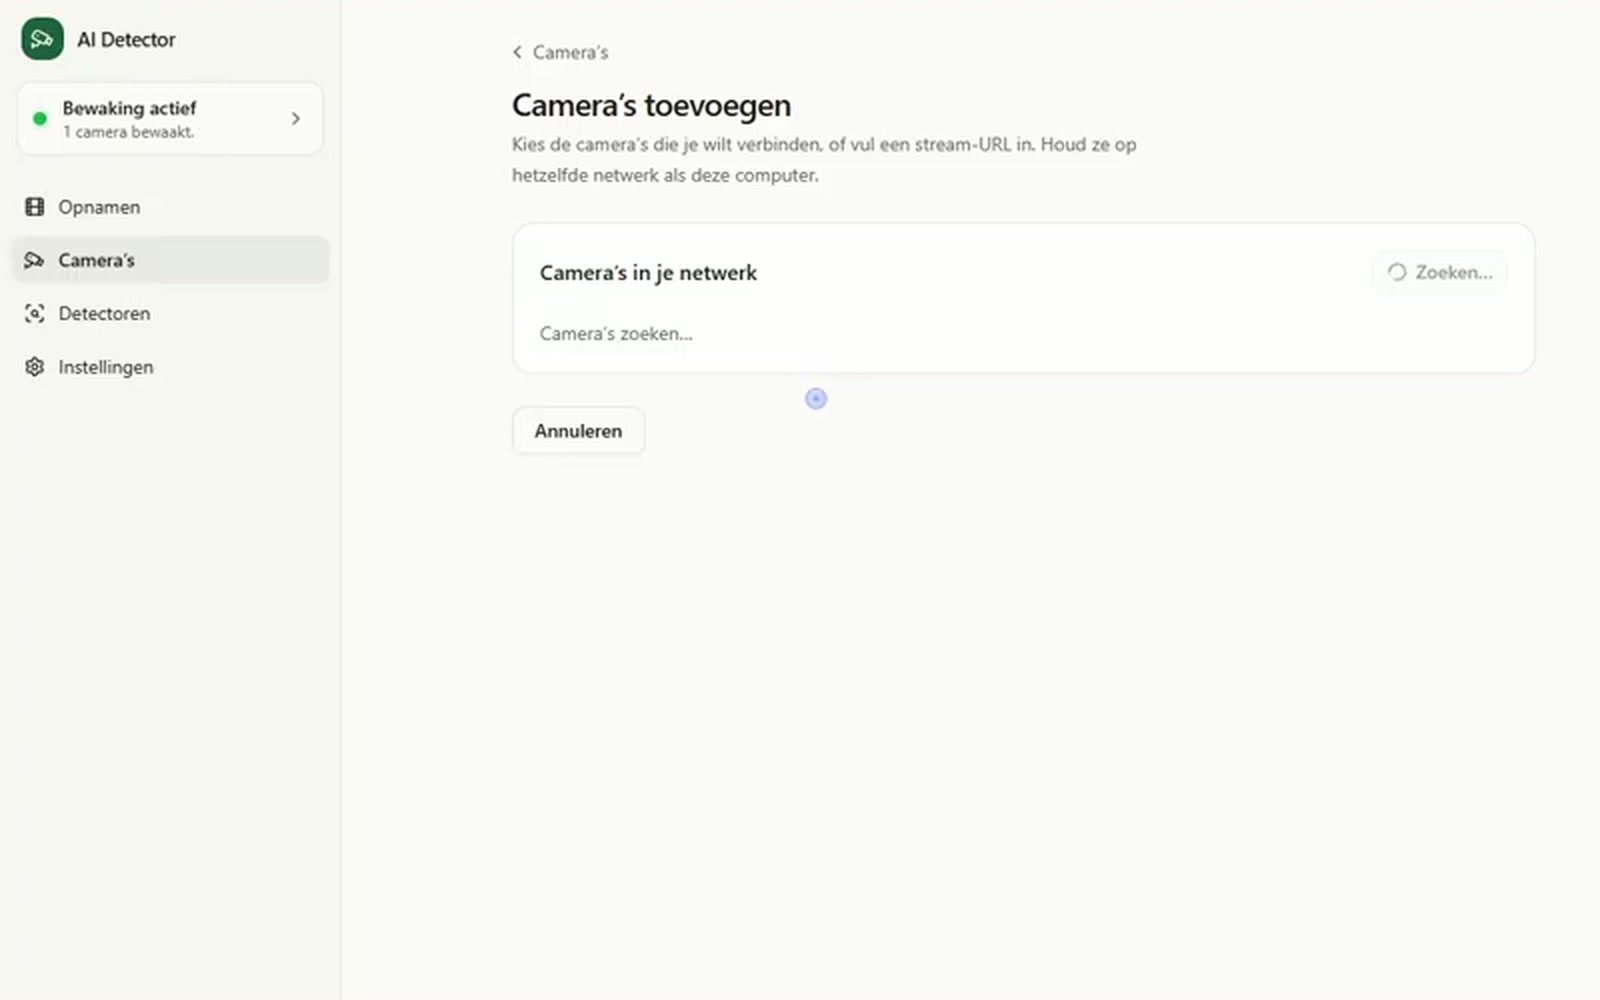 AI Detector
Bewaking actief
1 camera bewaakt.
Opnamen
Camera's
Detectoren
Instellingen
Camera's
Camera's toevoegen
Kies de camera's die je wilt verbinden, of vul een stream-URL in. Houd ze op
hetzelfde netwerk als deze computer.
Camera's in je netwerk
Zoeken...
Camera's zoeken...
Annuleren